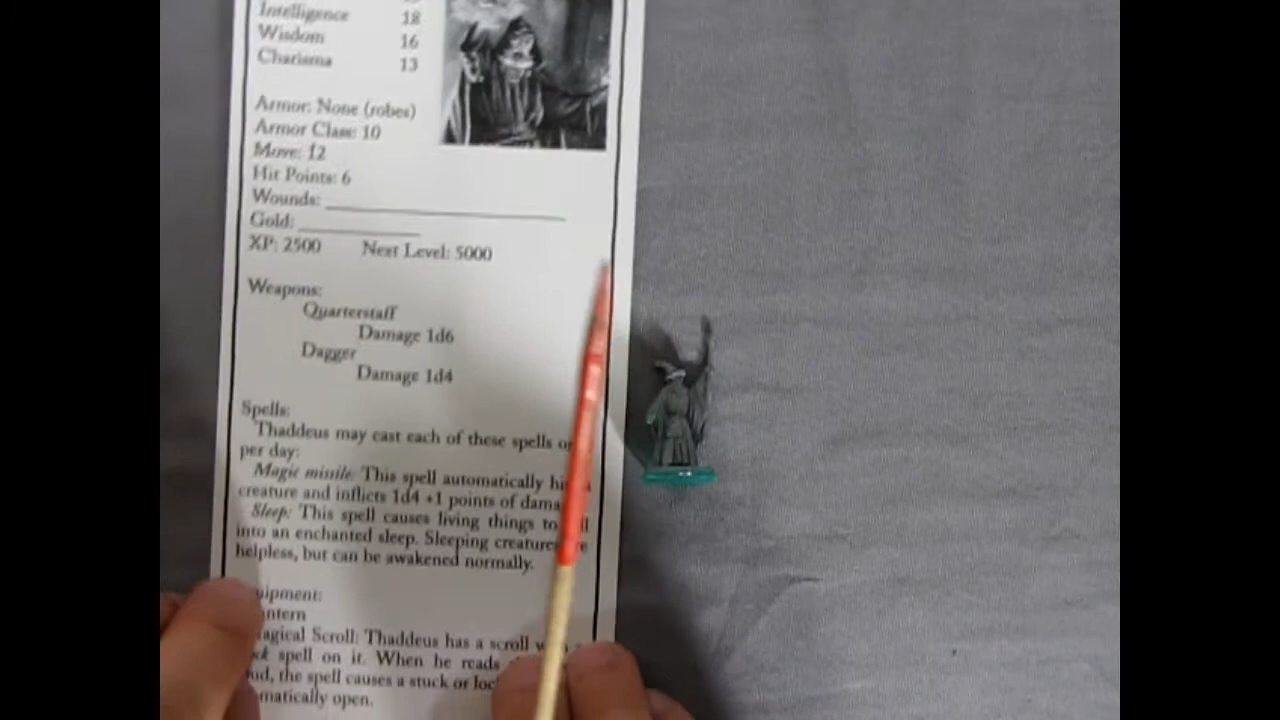 Intelligence 18
Wisdom 16
Charisma 13
Armor: None (robes)
Armor Class: 10
Move: 12
Hit Points: 6
Wounds:
Gold:
XP: 2500 Next Level: 5000
Weapons:
Quarterstaff
Damage 1d6
Dagger
Damage 1d4
Spells:
Thaddeus may cast each of these spells
per day:
Magic missile: This spell automatically
creature and inflicts 1d4 +1 points of
Sleep: This spell causes living things to
into an enchanted sleep. Sleeping
helpless, but can be awakened normally.
Scroll: Thaddeus has a scroll
spell on it. When he reads
the spell causes a stuck or
open.